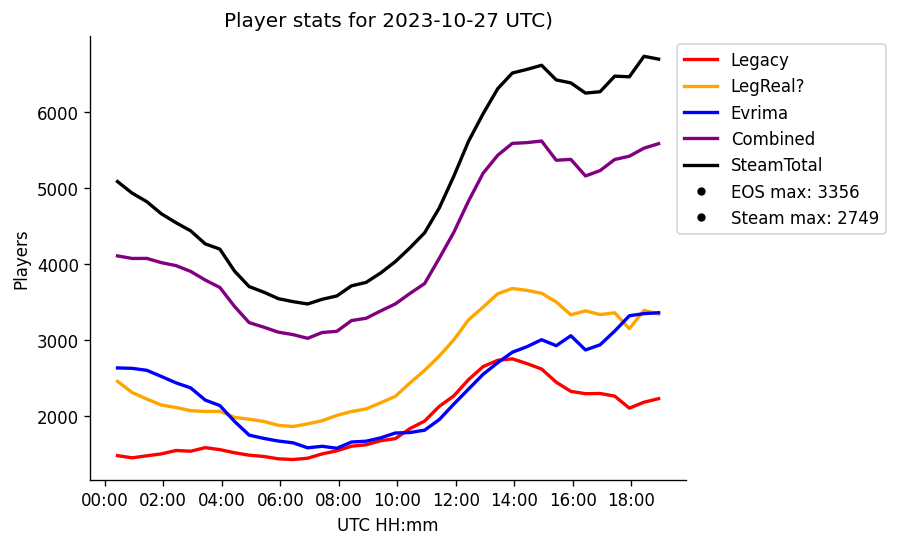 Player stats for 2023-10-27 UTC)
Legacy
LegReal?
Evrima
Combined
SteamTotal
EOS max: 3356
Steam max: 2749
Players
6000
5000
4000
3000
2000
00:00 02:00 04:00 06:00 08:00 10:00 12:00 14:00 16:00 18:00
UTC HH:mm